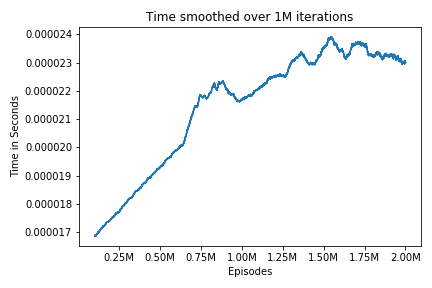 Time smoothed over 1M iterations
0.000024
0.000023
0.000022
0.000021
0.000020
0.000019
0.000018
0.000017
Time in Seconds
0.25M 0.50M 0.75M 1.00M 1.25M 1.50M 1.75M 2.00M
Episodes